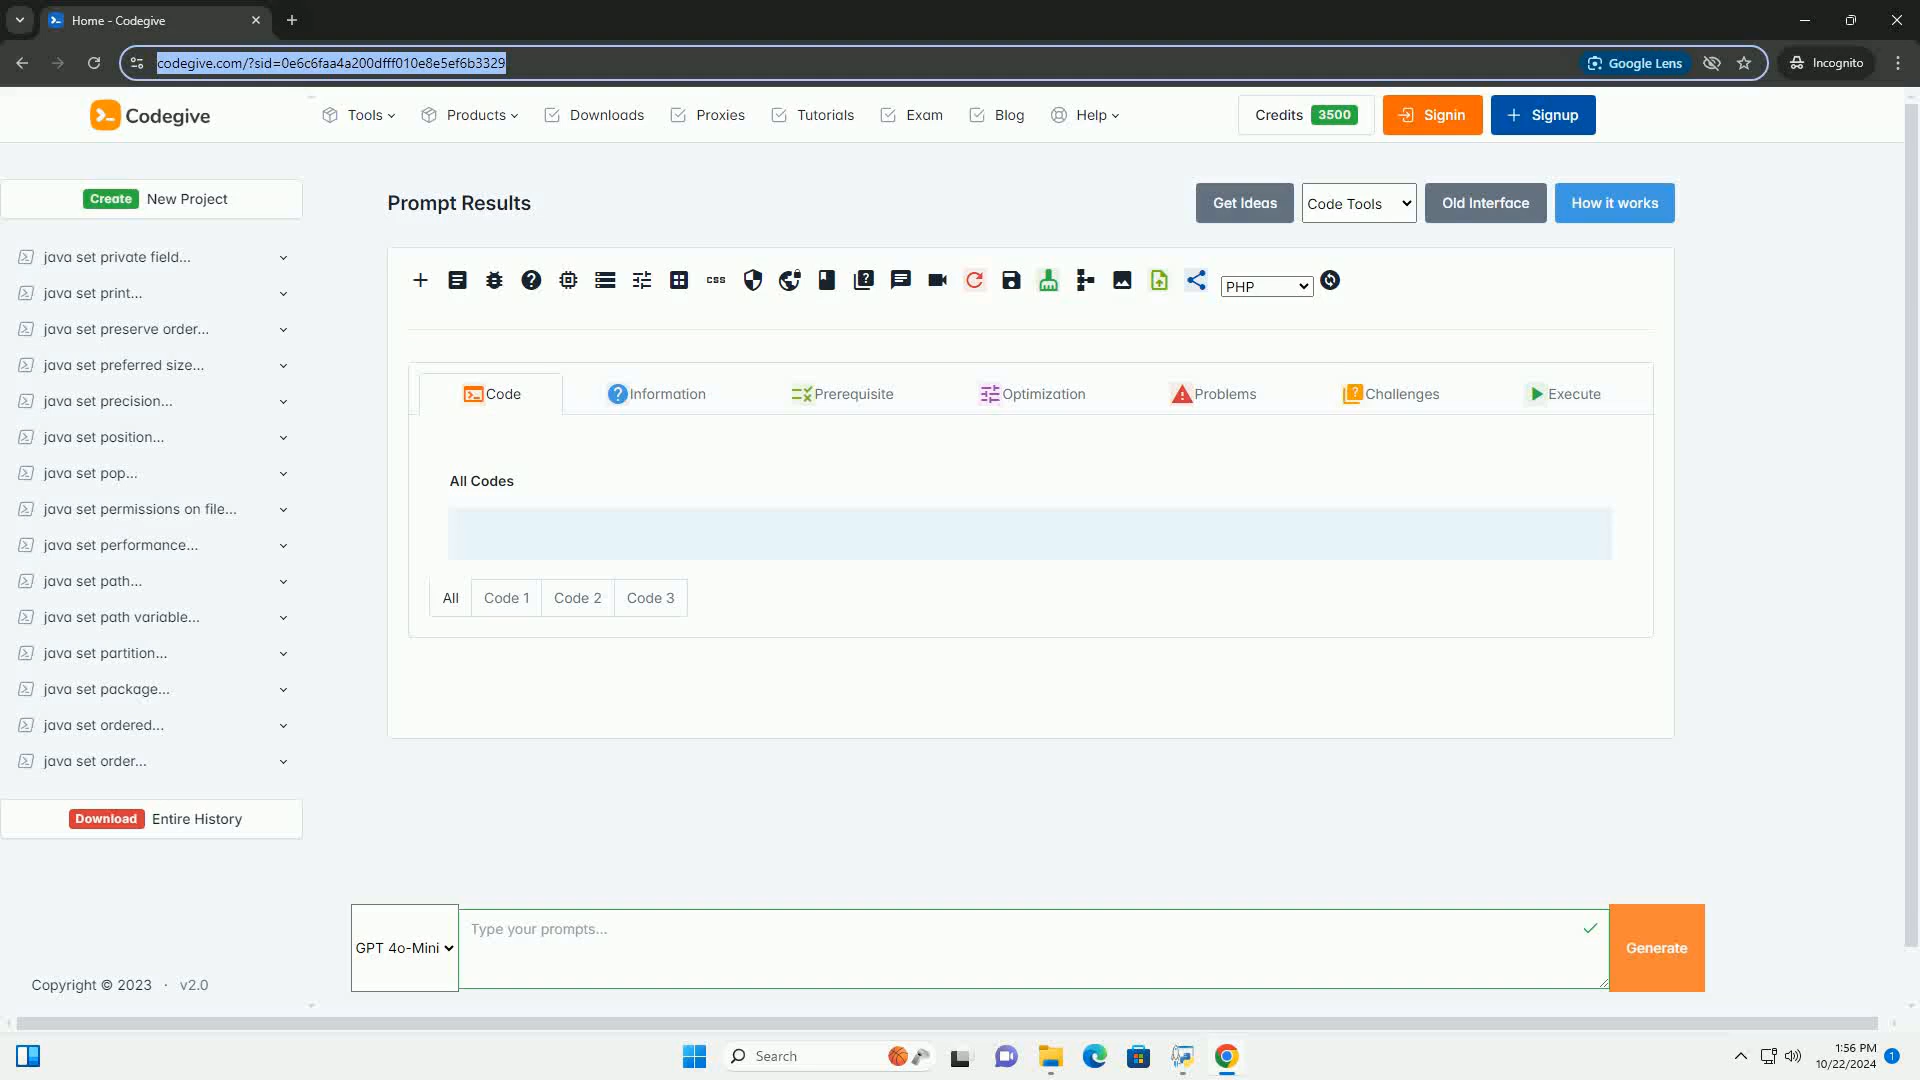 Home - Codegive
codegive.com/?sid=0e6c6faa4a200dfff010e8e5ef6b3329
Google Lens
Incognito
Codegive
Tools
Products
Downloads
Proxies
Tutorials
Exam
Blog
Help
Credits 3500
Signin
Signup
Create New Project
Prompt Results
Get Ideas
Code Tools
Old Interface
How it works
java set private field...
java set print...
java set preserve order...
java set preferred size...
java set precision...
java set position...
java set pop...
java set permissions on file...
java set performance...
java set path...
java set path variable...
java set partition...
java set package...
java set ordered...
java set order...
Download Entire History
css
PHP
Code
Information
Prerequisite
Optimization
Problems
Challenges
Execute
All Codes
All
Code 1
Code 2
Code 3
GPT 4o-Mini
Type your prompts...
Generate
Copyright © 2023 · v2.0
Search
1:56 PM
10/22/2024
1